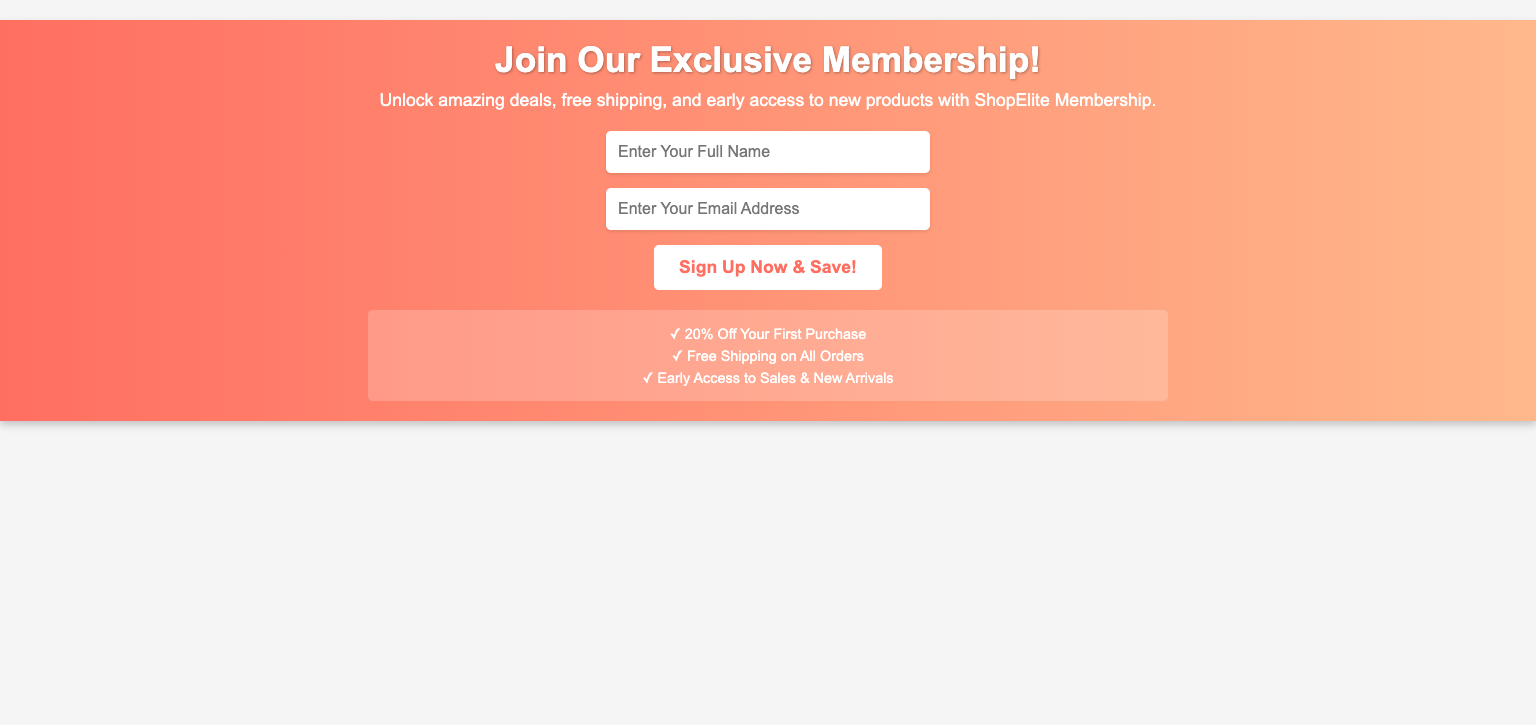 Join Our Exclusive Membership!
Unlock amazing deals, free shipping, and early access to new products with ShopElite Membership.
Enter Your Full Name
Enter Your Email Address
Sign Up Now & Save!
✓ 20% Off Your First Purchase
✓ Free Shipping on All Orders
✓ Early Access to Sales & New Arrivals